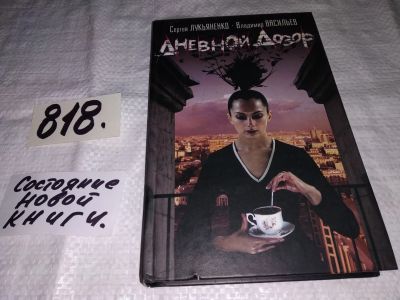 Сергей ЛУКЬЯНЕНКО • Владимир ВАСИЛЬЕВ
ДНЕВНОЙ ДОЗОР
818.
Состояние
новой
книги.